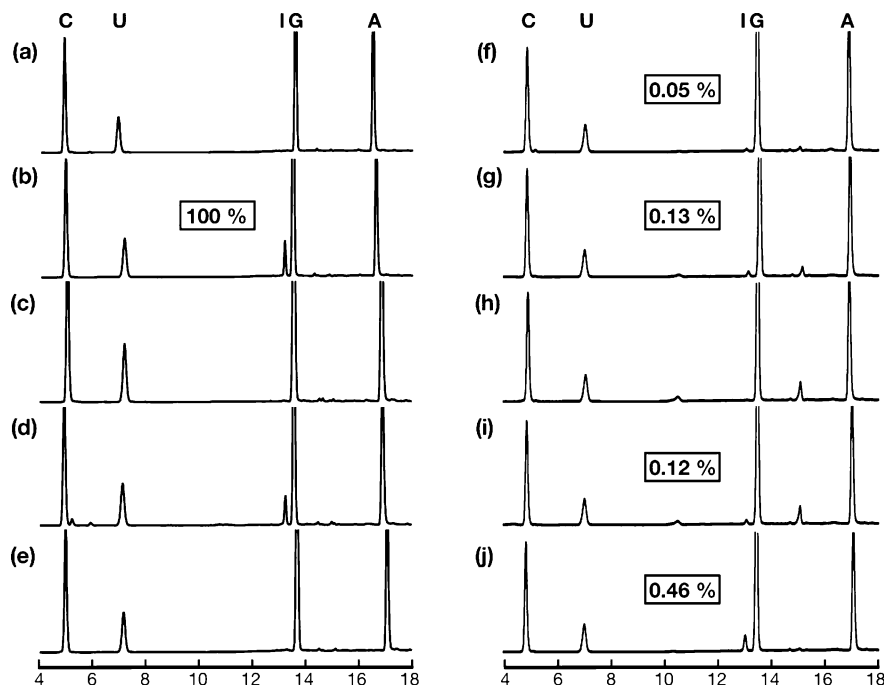 C U I G A
(a)
(b) 100 %
(c)
(d)
(e)
4 6 8 10 12 14 16 18
C U I G A
(f) 0.05 %
(g) 0.13 %
(h)
(i) 0.12 %
(j) 0.46 %
4 6 8 10 12 14 16 18